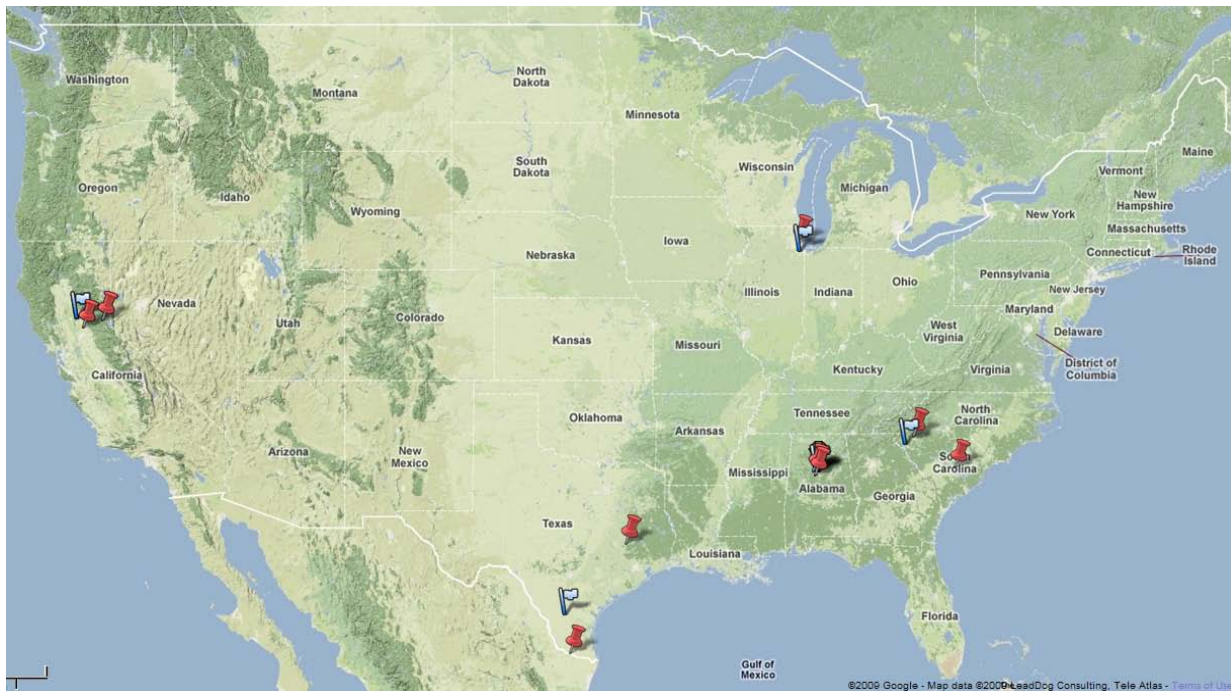 Washington
Montana
North
Dakota
Minnesota
Maine
Oregon
Idaho
South
Dakota
Wisconsin
Michigan
Vermont
New
Hampshire
Wyoming
New York
Massachusetts
Iowa
Connecticut
Rhode
Island
Nebraska
Nevada
Utah
Colorado
Illinois
Indiana
Ohio
Pennsylvania
New Jersey
Maryland
Delaware
West
Virginia
District of
Columbia
California
Kansas
Missouri
Kentucky
Virginia
Arizona
New
Mexico
Oklahoma
Arkansas
Tennessee
North
Carolina
South
Carolina
Mississippi
Alabama
Georgia
Texas
Louisiana
Florida
Gulf of
Mexico
©2009 Google - Map data ©2009 LeadDog Consulting, Tele Atlas - Terms of Use